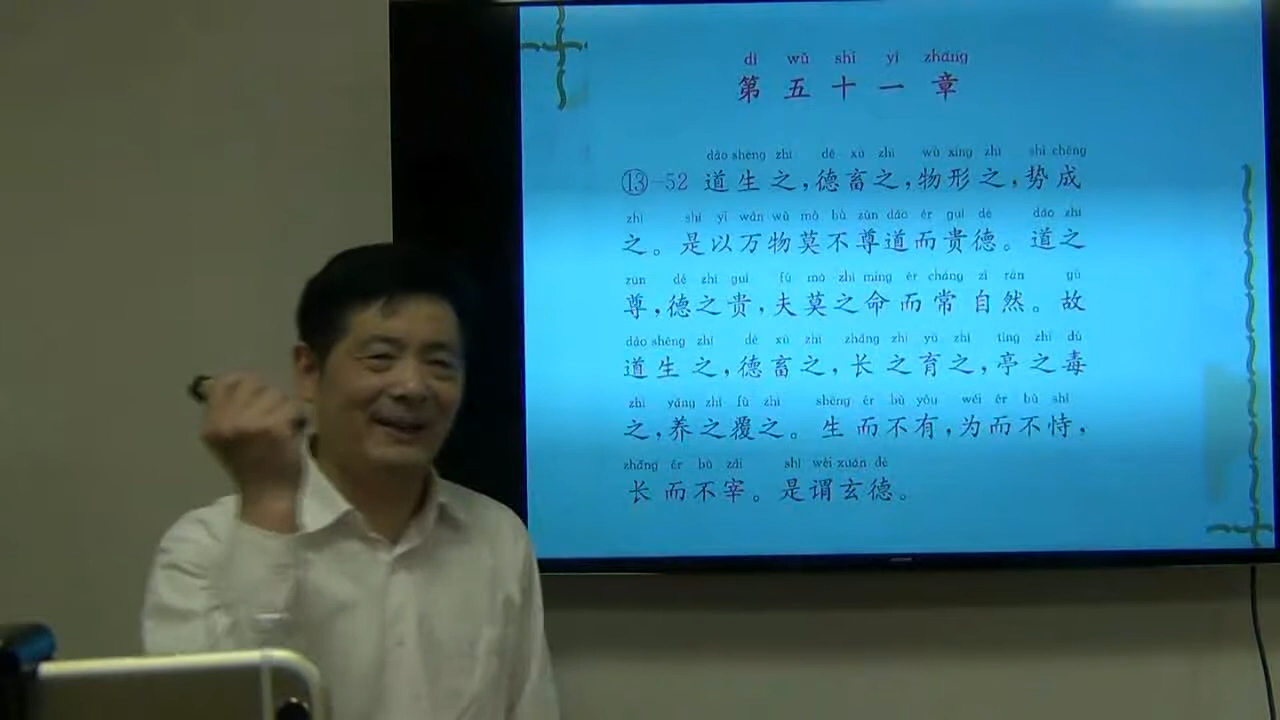 dì wǔ shí yī zhāng
第五十一章
dào shēng zhī dé xù zhī wù xíng zhī shì chéng
⑬-52 道生之，德畜之，物形之，势成
zhī shì yǐ wàn wù mò bù zūn dào ér guì dé dào zhī
之。是以万物莫不尊道而贵德。道之
zūn dé zhī guì fú mò zhī mìng ér cháng zì rán gù
尊，德之贵，夫莫之命而常自然。故
dào shēng zhī dé xù zhī zhǎng zhī yù zhī tíng zhī dú
道生之，德畜之，长之育之，亭之毒
zhī yǎng zhī fù zhī shēng ér bù yǒu wéi ér bù shì
之，养之覆之。生而不有，为而不恃，
zhǎng ér bù zǎi shì wèi xuán dé
长而不宰。是谓玄德。